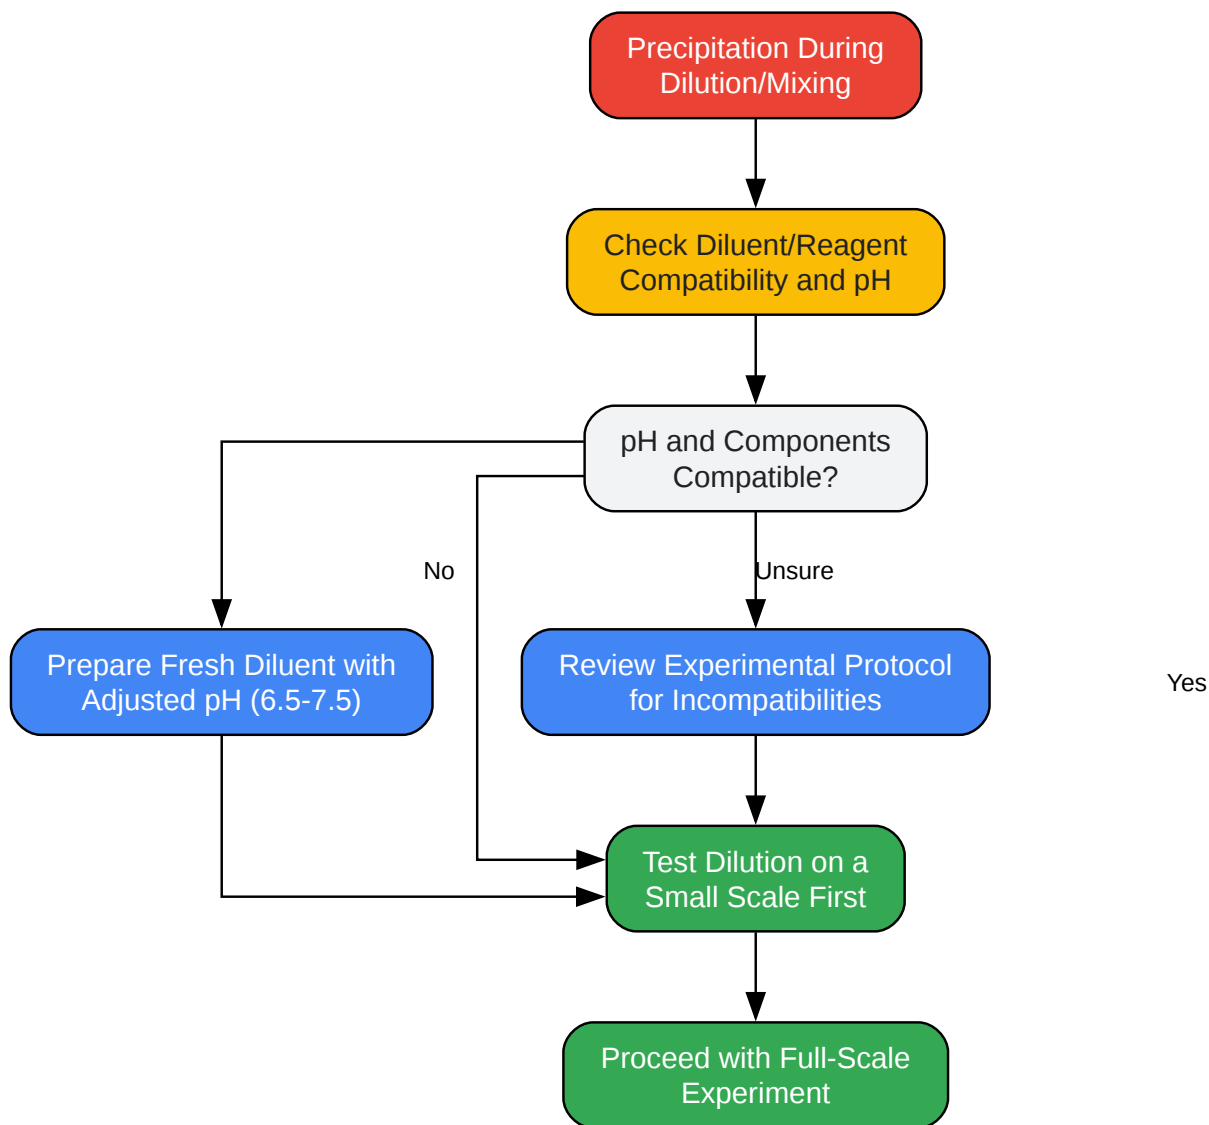 Precipitation During
Dilution/Mixing
Check Diluent/Reagent
Compatibility and pH
pH and Components
Compatible?
No
Unsure
Prepare Fresh Diluent with
Adjusted pH (6.5-7.5)
Review Experimental Protocol
for Incompatibilities
Yes
Test Dilution on a
Small Scale First
Proceed with Full-Scale
Experiment